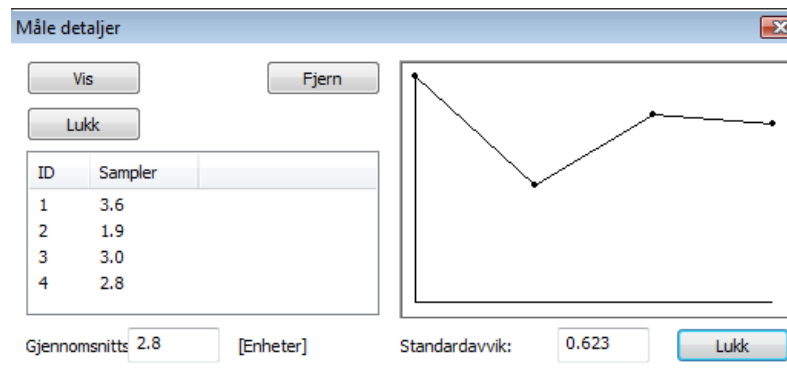 Måle detaljer
Vis
Fjern
Lukk
ID Sampler
1 3.6
2 1.9
3 3.0
4 2.8
Gjennomsnitts 2.8 [Enheter] Standardavvik: 0.623 Lukk